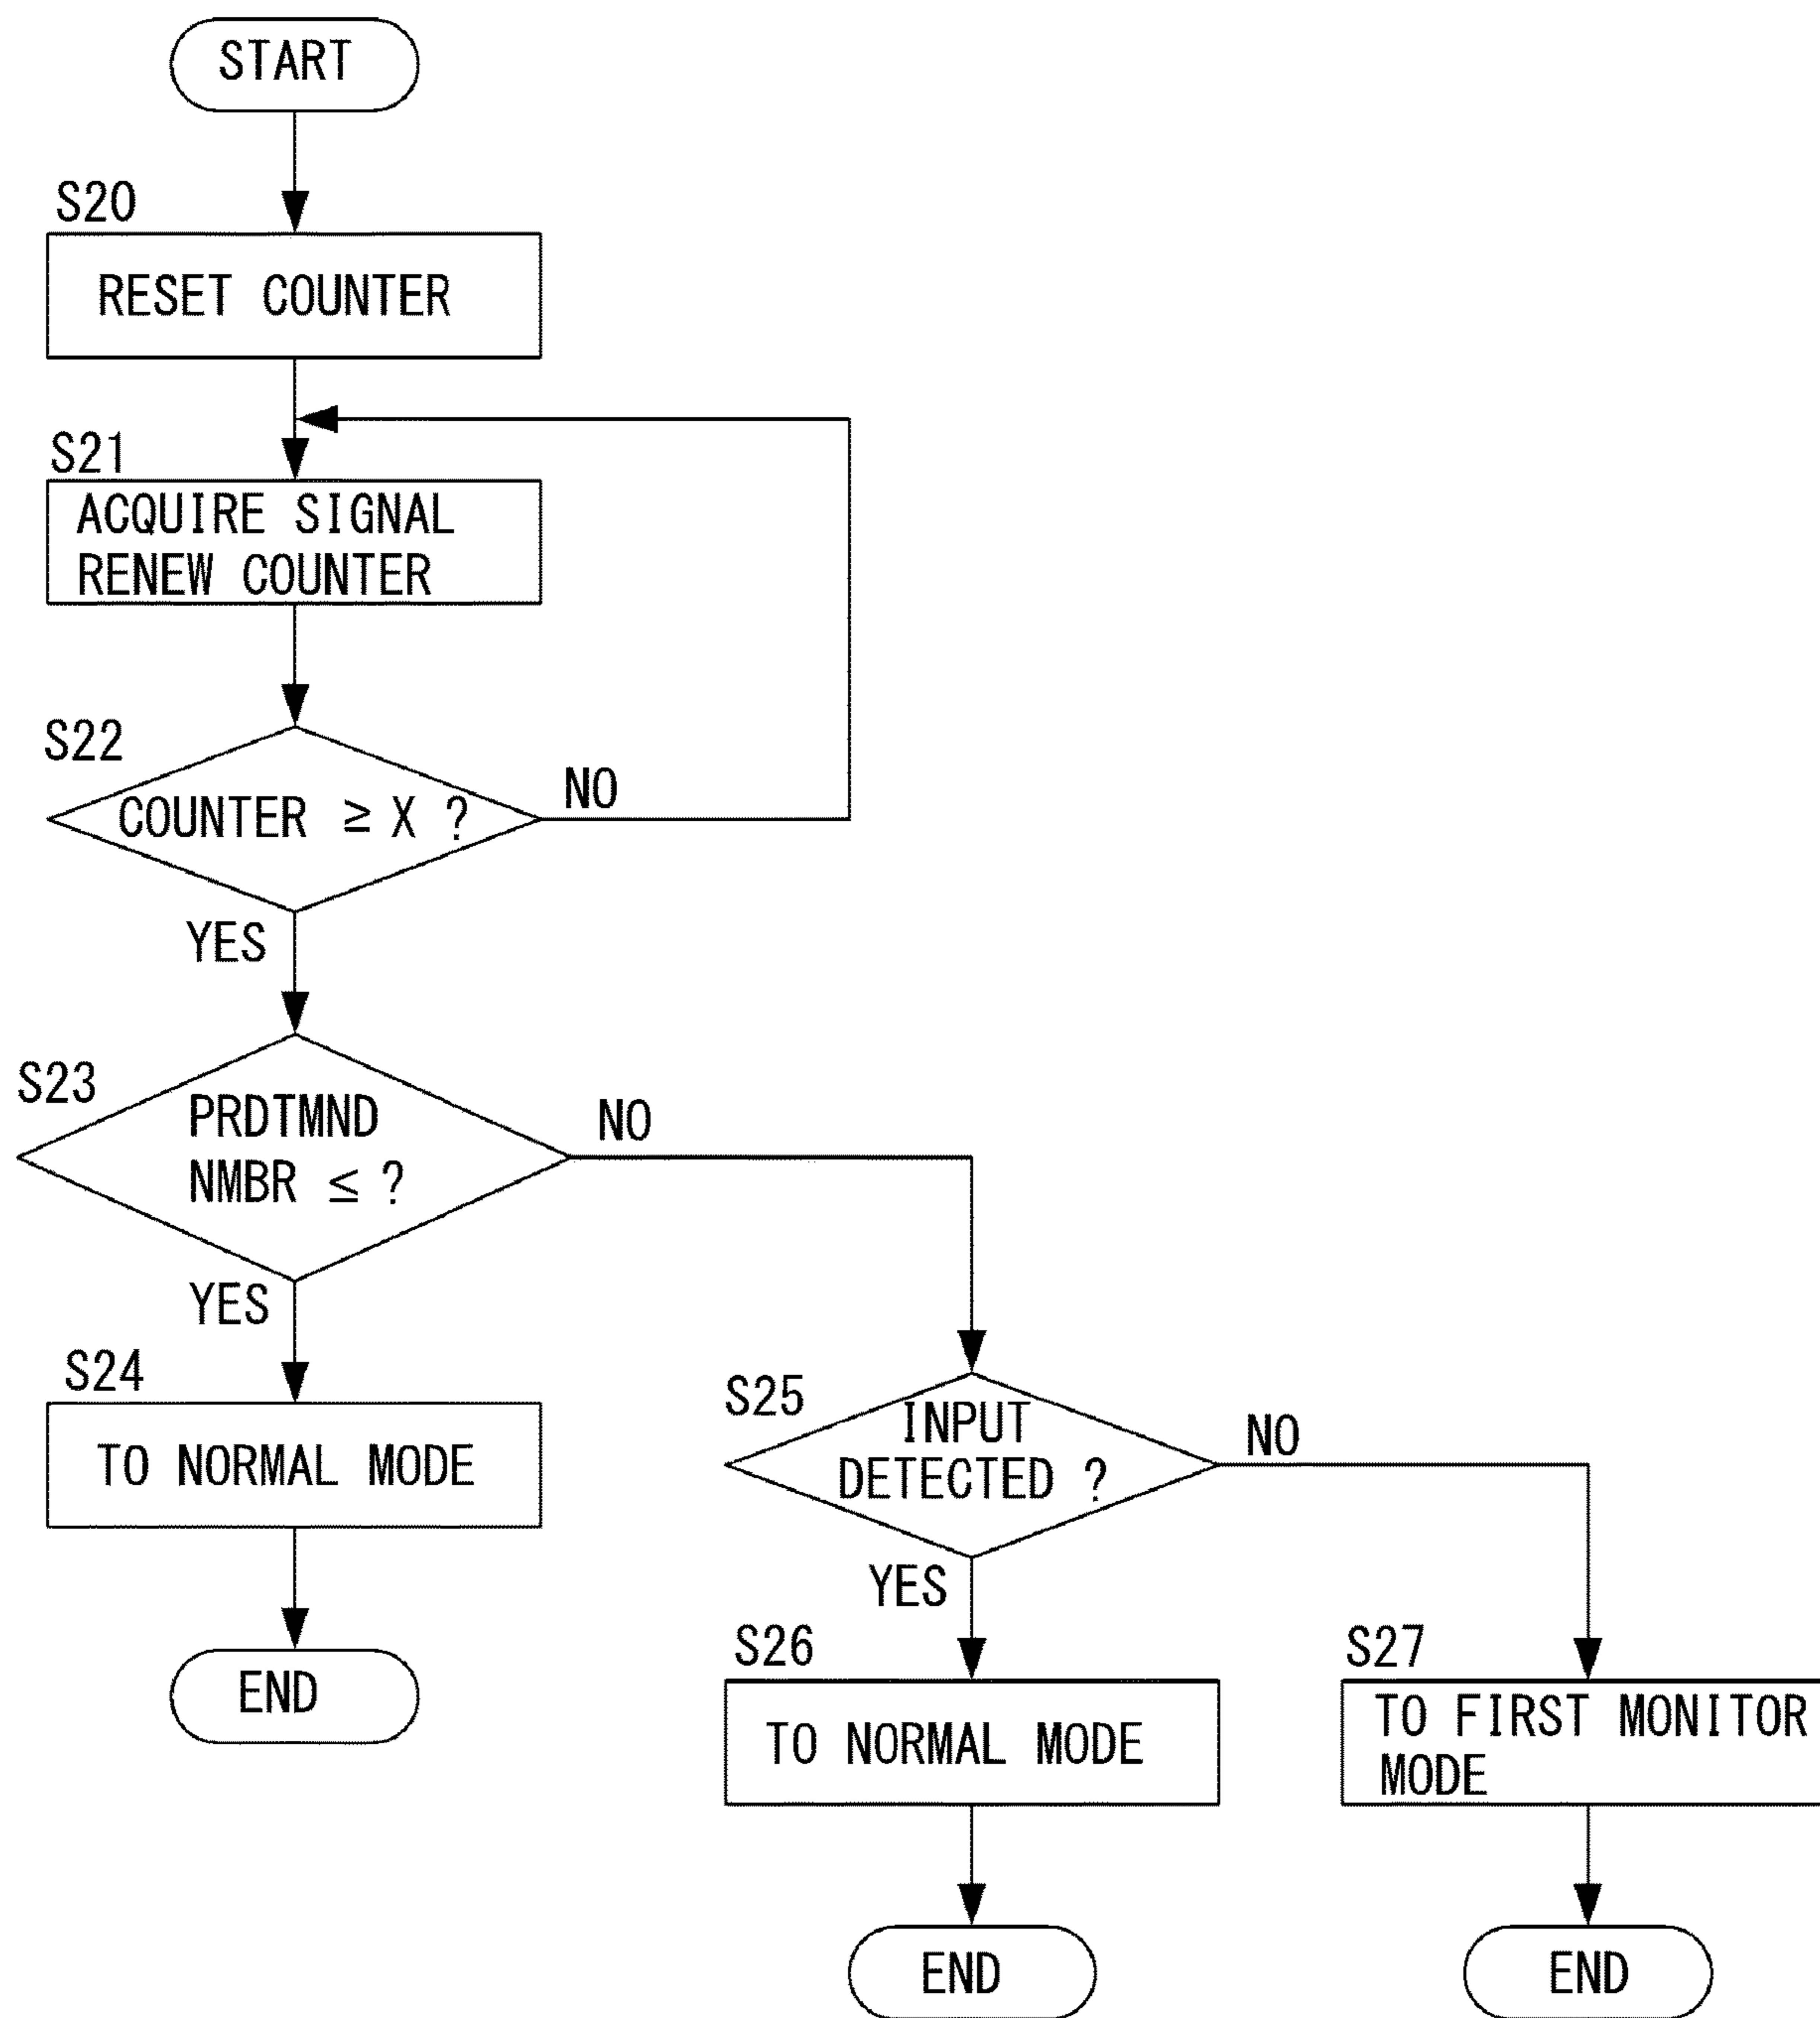 START
S20
RESET COUNTER
S21
ACQUIRE SIGNAL
RENEW COUNTER
S22
COUNTER ≥ X ?
NO
YES
S23
PRDTMND
NMBR ≤ ?
NO
YES
S24
TO NORMAL MODE
END
S25
INPUT
DETECTED ?
NO
YES
S26
TO NORMAL MODE
END
S27
TO FIRST MONITOR
MODE
END